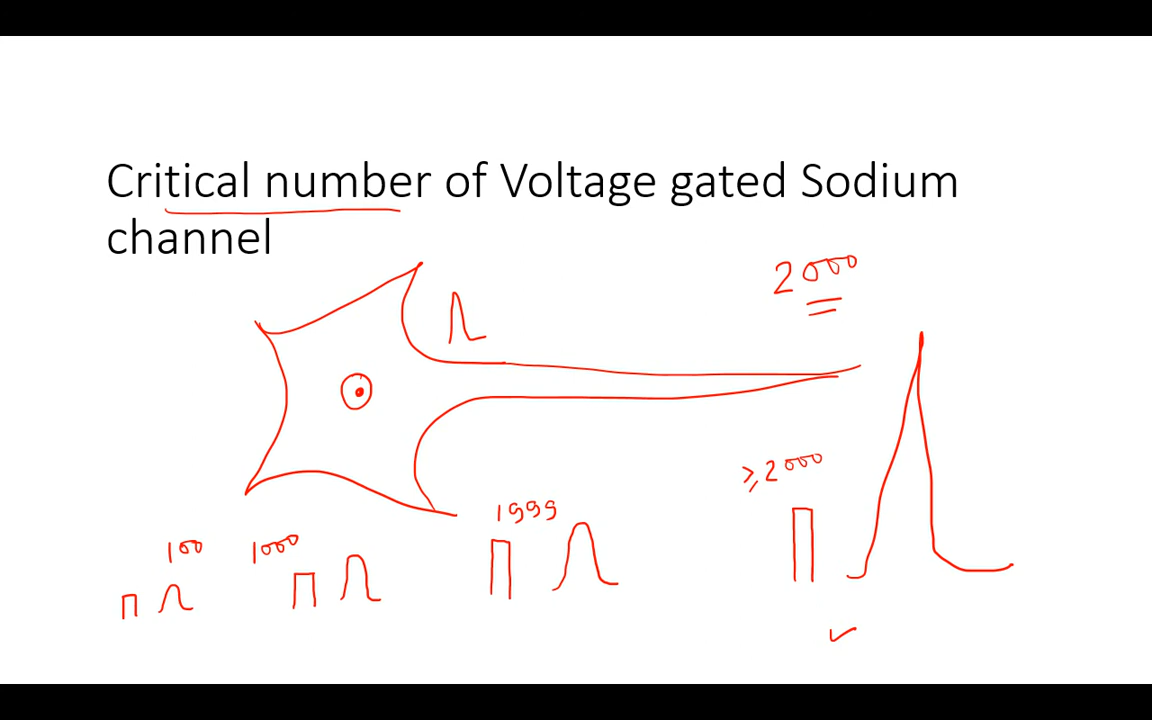 Critical number of Voltage gated Sodium
channel
2000
≥2000
1999
100 1000